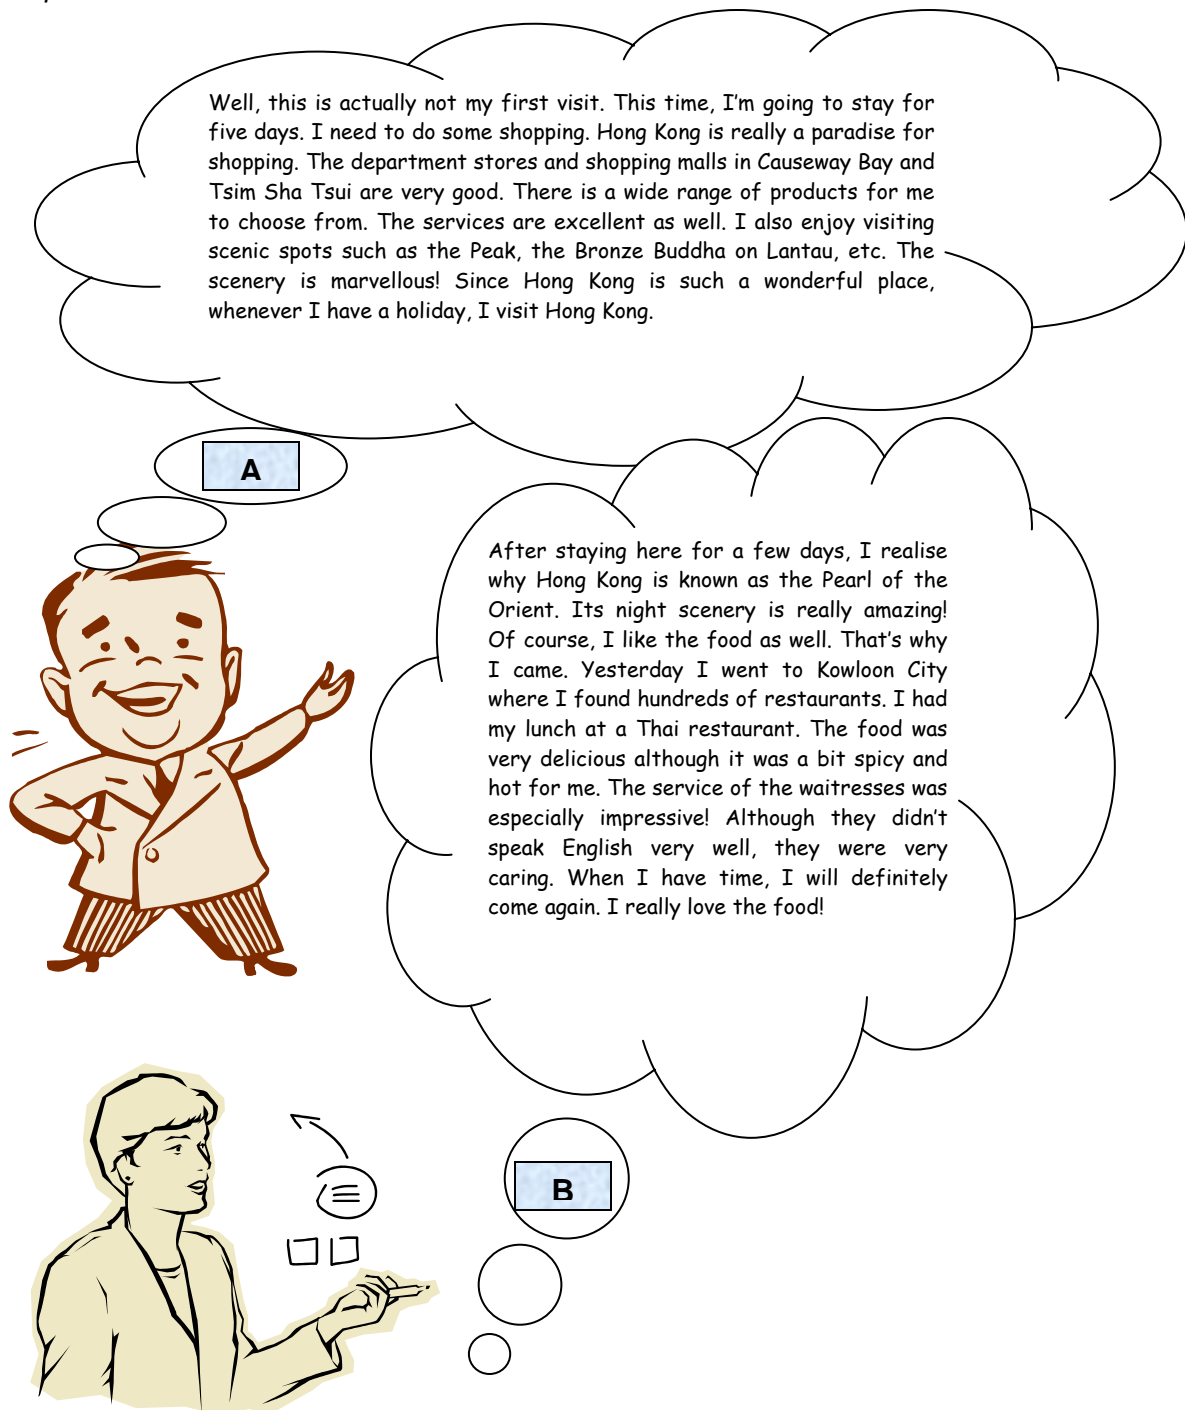 Well, this is actually not my first visit. This time, I'm going to stay for
five days. I need to do some shopping. Hong Kong is really a paradise for
shopping. The department stores and shopping malls in Causeway Bay and
Tsim Sha Tsui are very good. There is a wide range of products for me
to choose from. The services are excellent as well. I also enjoy visiting
scenic spots such as the Peak, the Bronze Buddha on Lantau, etc. The
scenery is marvellous! Since Hong Kong is such a wonderful place,
whenever I have a holiday, I visit Hong Kong.
A
After staying here for a few days, I realise
why Hong Kong is known as the Pearl of the
Orient. Its night scenery is really amazing!
Of course, I like the food as well. That's why
I came. Yesterday I went to Kowloon City
where I found hundreds of restaurants. I had
my lunch at a Thai restaurant. The food was
very delicious although it was a bit spicy and
hot for me. The service of the waitresses was
especially impressive! Although they didn't
speak English very well, they were very
caring. When I have time, I will definitely
come again. I really love the food!
B